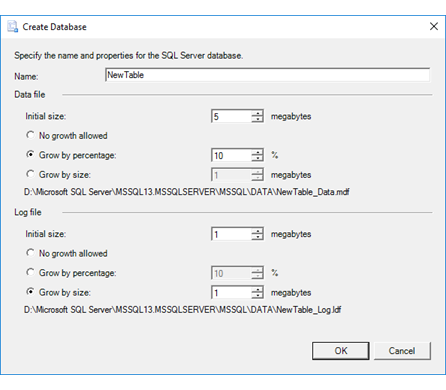 Create Database
Specify the name and properties for the SQL Server database.
Name: NewTable
Data file
Initial size: 5 megabytes
No growth allowed
Grow by percentage: 10 %
Grow by size: 1 megabytes
D:\Microsoft SQL Server\MSSQL13.MSSQLSERVER\MSSQL\DATA\NewTable_Data.mdf
Log file
Initial size: 1 megabytes
No growth allowed
Grow by percentage: 10 %
Grow by size: 1 megabytes
D:\Microsoft SQL Server\MSSQL13.MSSQLSERVER\MSSQL\DATA\NewTable_Log.ldf
OK Cancel